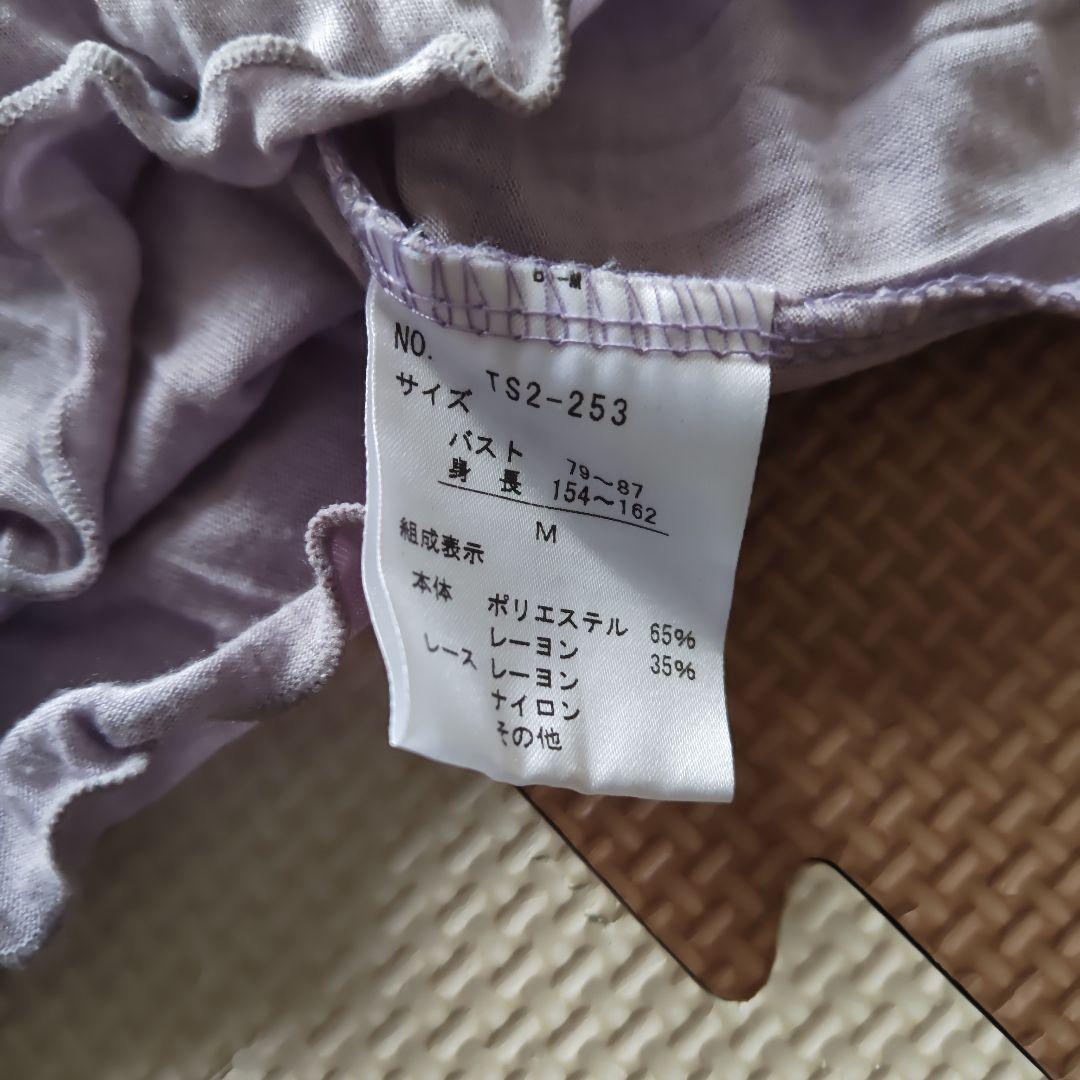 NO. TS2-253
サイズ
バスト 79～87
身長 154～162
M
組成表示
本体 ポリエステル 65%
レーヨン 35%
レース レーヨン
ナイロン
その他